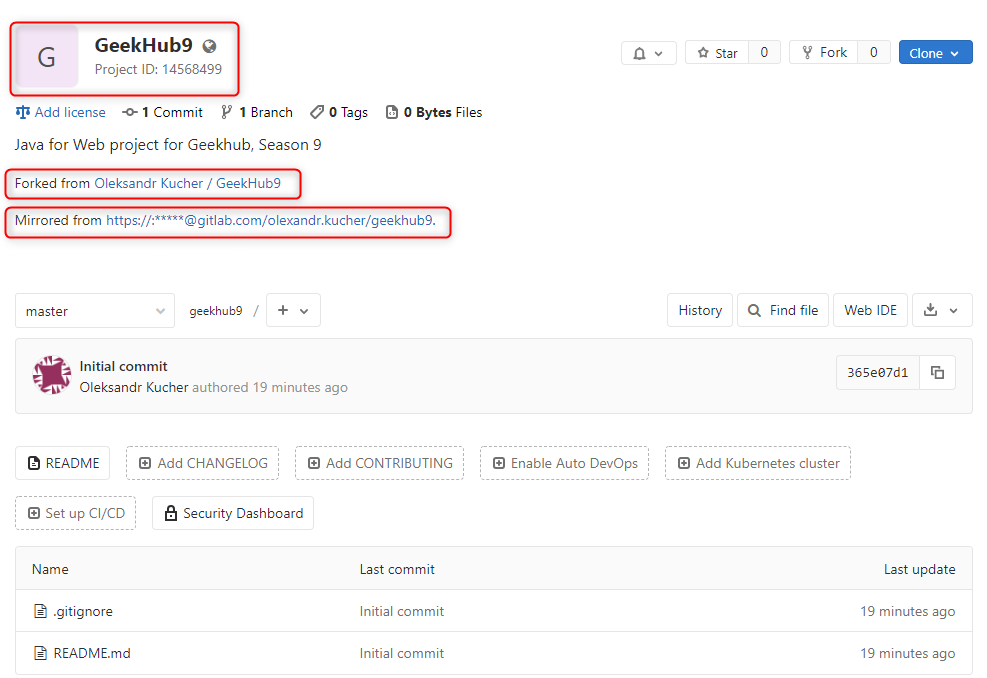 G
GeekHub9
Project ID: 14568499
Star 0 Fork 0 Clone
Add license 1 Commit 1 Branch 0 Tags 0 Bytes Files
Java for Web project for Geekhub, Season 9
Forked from Oleksandr Kucher / GeekHub9
Mirrored from https://:*****@gitlab.com/olexandr.kucher/geekhub9.
master geekhub9 / + History Find file Web IDE
Initial commit
Oleksandr Kucher authored 19 minutes ago
365e07d1
README Add CHANGELOG Add CONTRIBUTING Enable Auto DevOps Add Kubernetes cluster
Set up CI/CD Security Dashboard
Name Last commit Last update
.gitignore Initial commit 19 minutes ago
README.md Initial commit 19 minutes ago